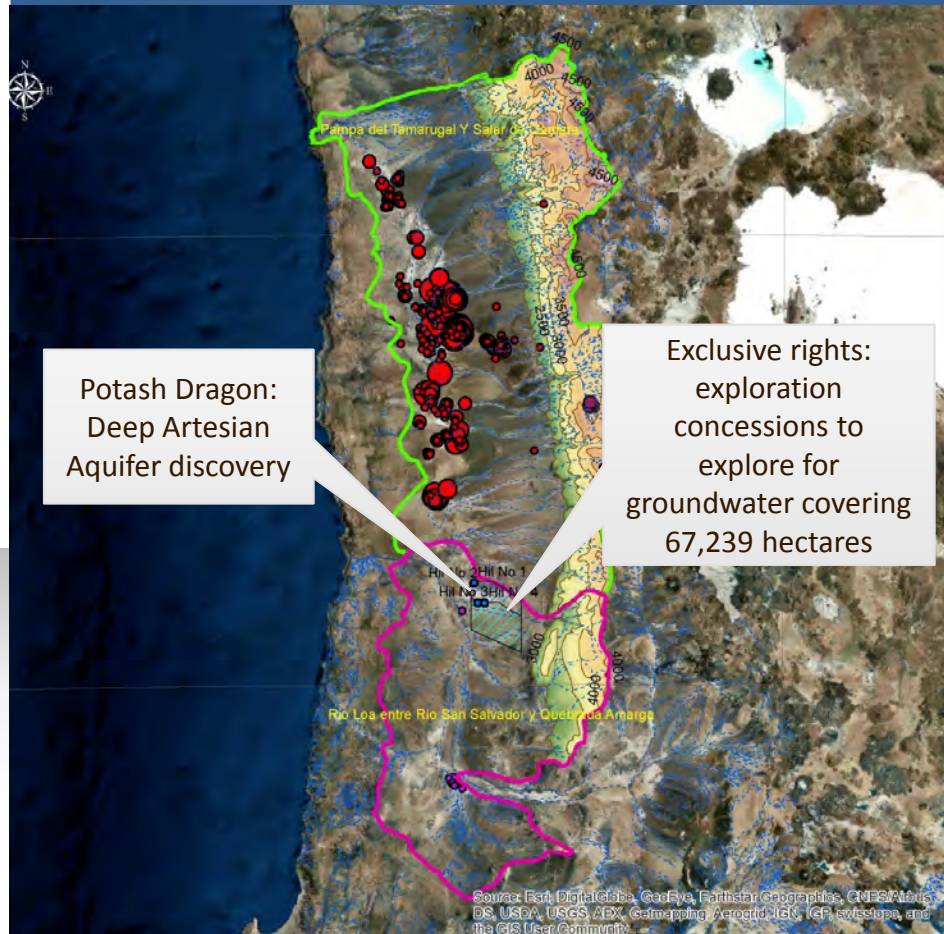 N
E
S
4500
4000
4500
4500
Pampa del Tamarugal Y Salar de Llamara
4500
4500
2500
3500
3000
Potash Dragon:
Deep Artesian
Aquifer discovery
Exclusive rights:
exploration
concessions to
explore for
groundwater covering
67,239 hectares
Hil No 2 Hil No 1
Hil No 3 Hil No 4
3000
4000
4000
Rio Loa entre Rio San Salvador y Quebrada Amarga
Source: Esri, DigitalGlobe, GeoEye, Earthstar Geographics, CNES/Airbus
DS, USDA, USGS, AEX, Getmapping, Aerogrid, IGN, IGP, swisstopo, and
the GIS User Community